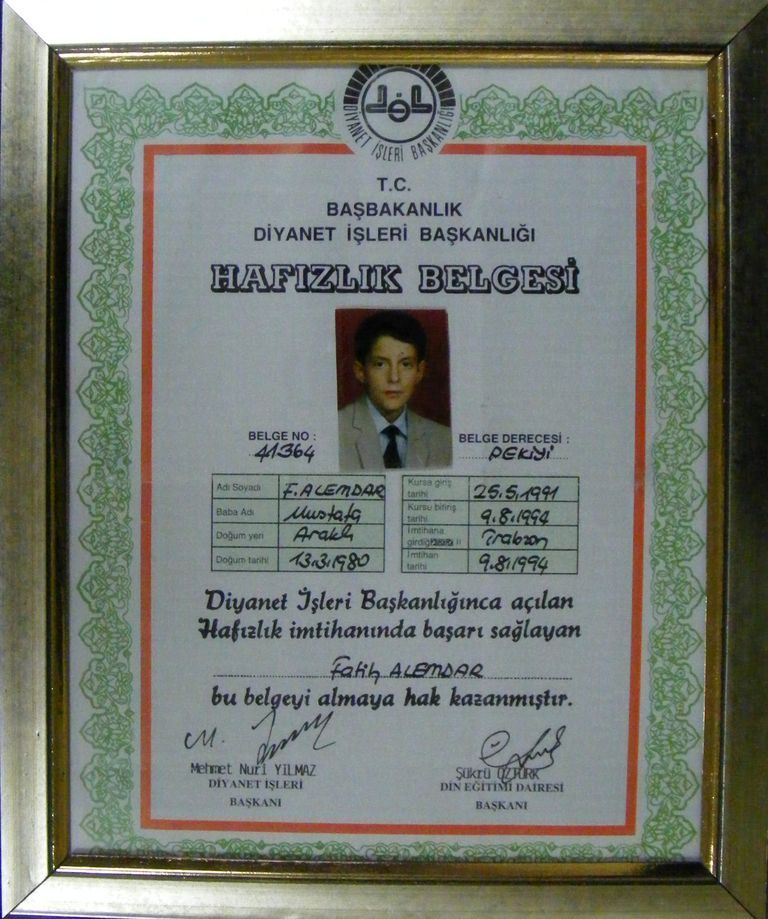 DİYANET İŞLERİ BAŞKANLIĞI
T.C.
BAŞBAKANLIK
DİYANET İŞLERİ BAŞKANLIĞI
HAFIZLIK BELGESİ
BELGE NO : 41364
BELGE DERECESİ : PEKİYİ
Adı Soyadı F. ALEMDAR
Baba Adı Mustafa
Doğum yeri Araklı
Doğum tarihi 13.3.1980
Kursa giriş tarihi 25.5.1991
Kursu bitiriş tarihi 9.8.1994
İmtihana girdiği il Trabzon
İmtihan tarihi 9.8.1994
Diyanet İşleri Başkanlığınca açılan
Hafızlık imtihanında başarı sağlayan
Fatih ALEMDAR
bu belgeyi almaya hak kazanmıştır.
Mehmet Nuri YILMAZ
DİYANET İŞLERİ
BAŞKANI
Şükrü ÖZTÜRK
DİN EĞİTİMİ DAİRESİ
BAŞKANI